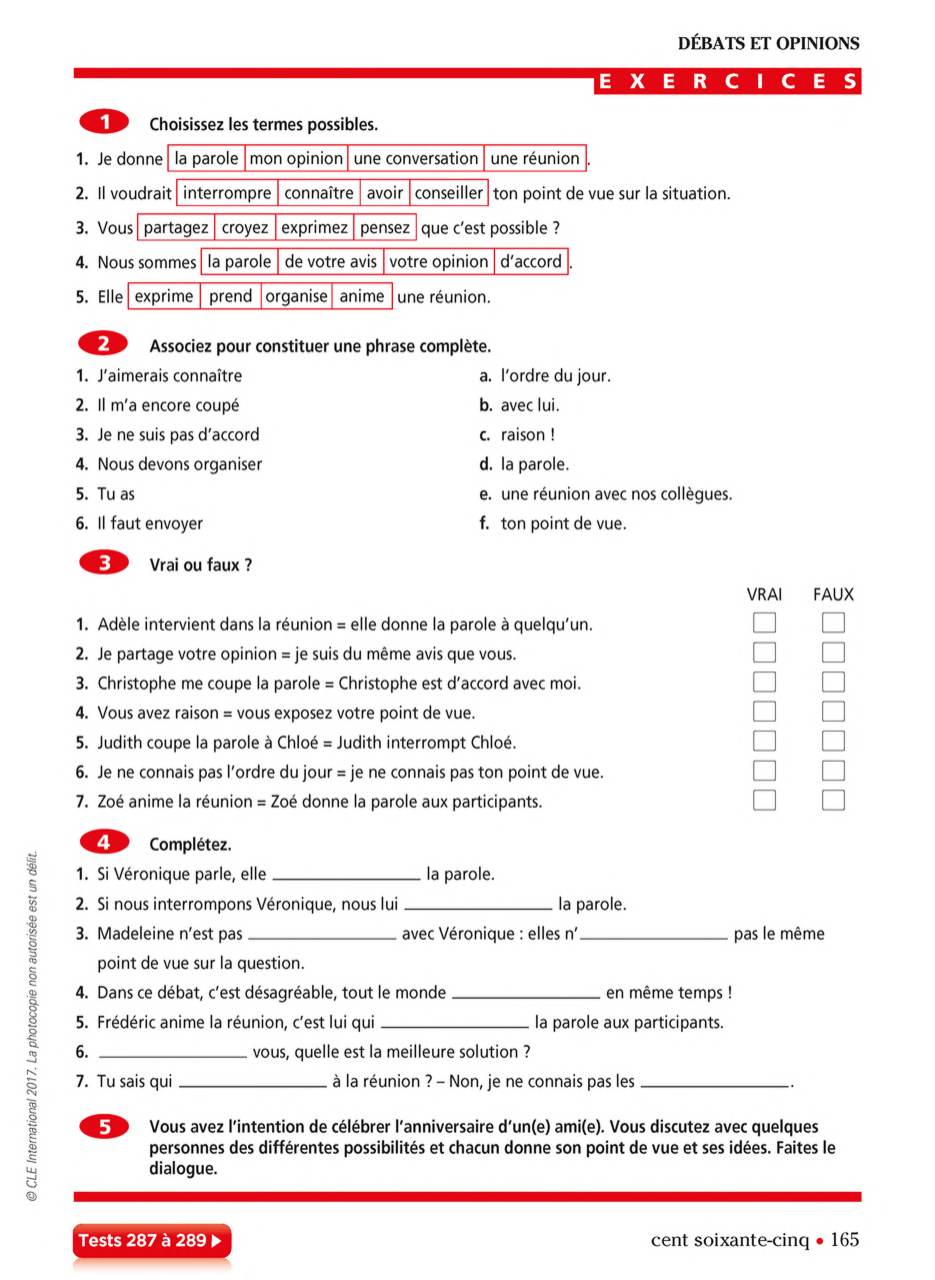 DÉBATS ET OPINIONS
EXERCICES
1 Choisissez les termes possibles.
1. Je donne la parole mon opinion une conversation une réunion .
2. Il voudrait interrompre connaître avoir conseiller ton point de vue sur la situation.
3. Vous partagez croyez exprimez pensez que c'est possible ?
4. Nous sommes la parole de votre avis votre opinion d'accord .
5. Elle exprime prend organise anime une réunion.
2 Associez pour constituer une phrase complète.
1. J'aimerais connaître a. l'ordre du jour.
2. Il m'a encore coupé b. avec lui.
3. Je ne suis pas d'accord c. raison !
4. Nous devons organiser d. la parole.
5. Tu as e. une réunion avec nos collègues.
6. Il faut envoyer f. ton point de vue.
3 Vrai ou faux ?
VRAI FAUX
1. Adèle intervient dans la réunion = elle donne la parole à quelqu'un.
2. Je partage votre opinion = je suis du même avis que vous.
3. Christophe me coupe la parole = Christophe est d'accord avec moi.
4. Vous avez raison = vous exposez votre point de vue.
5. Judith coupe la parole à Chloé = Judith interrompt Chloé.
6. Je ne connais pas l'ordre du jour = je ne connais pas ton point de vue.
7. Zoé anime la réunion = Zoé donne la parole aux participants.
4 Complétez.
1. Si Véronique parle, elle ________ la parole.
2. Si nous interrompons Véronique, nous lui ________ la parole.
3. Madeleine n'est pas ________ avec Véronique : elles n'________ pas le même
point de vue sur la question.
4. Dans ce débat, c'est désagréable, tout le monde ________ en même temps !
5. Frédéric anime la réunion, c'est lui qui ________ la parole aux participants.
6. ________ vous, quelle est la meilleure solution ?
7. Tu sais qui ________ à la réunion ? – Non, je ne connais pas les ________.
5 Vous avez l'intention de célébrer l'anniversaire d'un(e) ami(e). Vous discutez avec quelques
personnes des différentes possibilités et chacun donne son point de vue et ses idées. Faites le
dialogue.
© CLE International 2017. La photocopie non autorisée est un délit.
Tests 287 à 289
cent soixante-cinq • 165